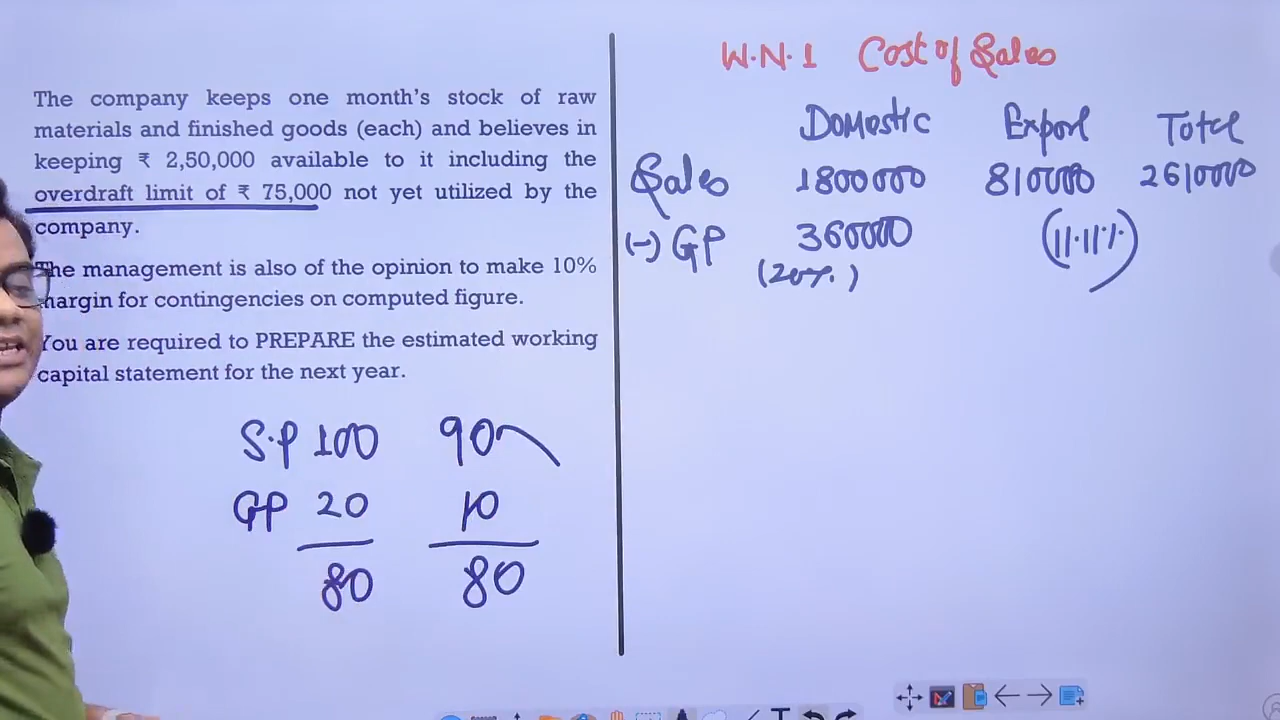 The company keeps one month's stock of raw
materials and finished goods (each) and believes in
keeping ₹ 2,50,000 available to it including the
overdraft limit of ₹ 75,000 not yet utilized by the
company.
The management is also of the opinion to make 10%
margin for contingencies on computed figure.
You are required to PREPARE the estimated working
capital statement for the next year.
S.P 100 90
GP 20 10
80 80
W.N.1 Cost of Sales
Domestic Export Total
Sales 1800000 810000 2610000
(-) GP 360000 (11.11%)
(20%)